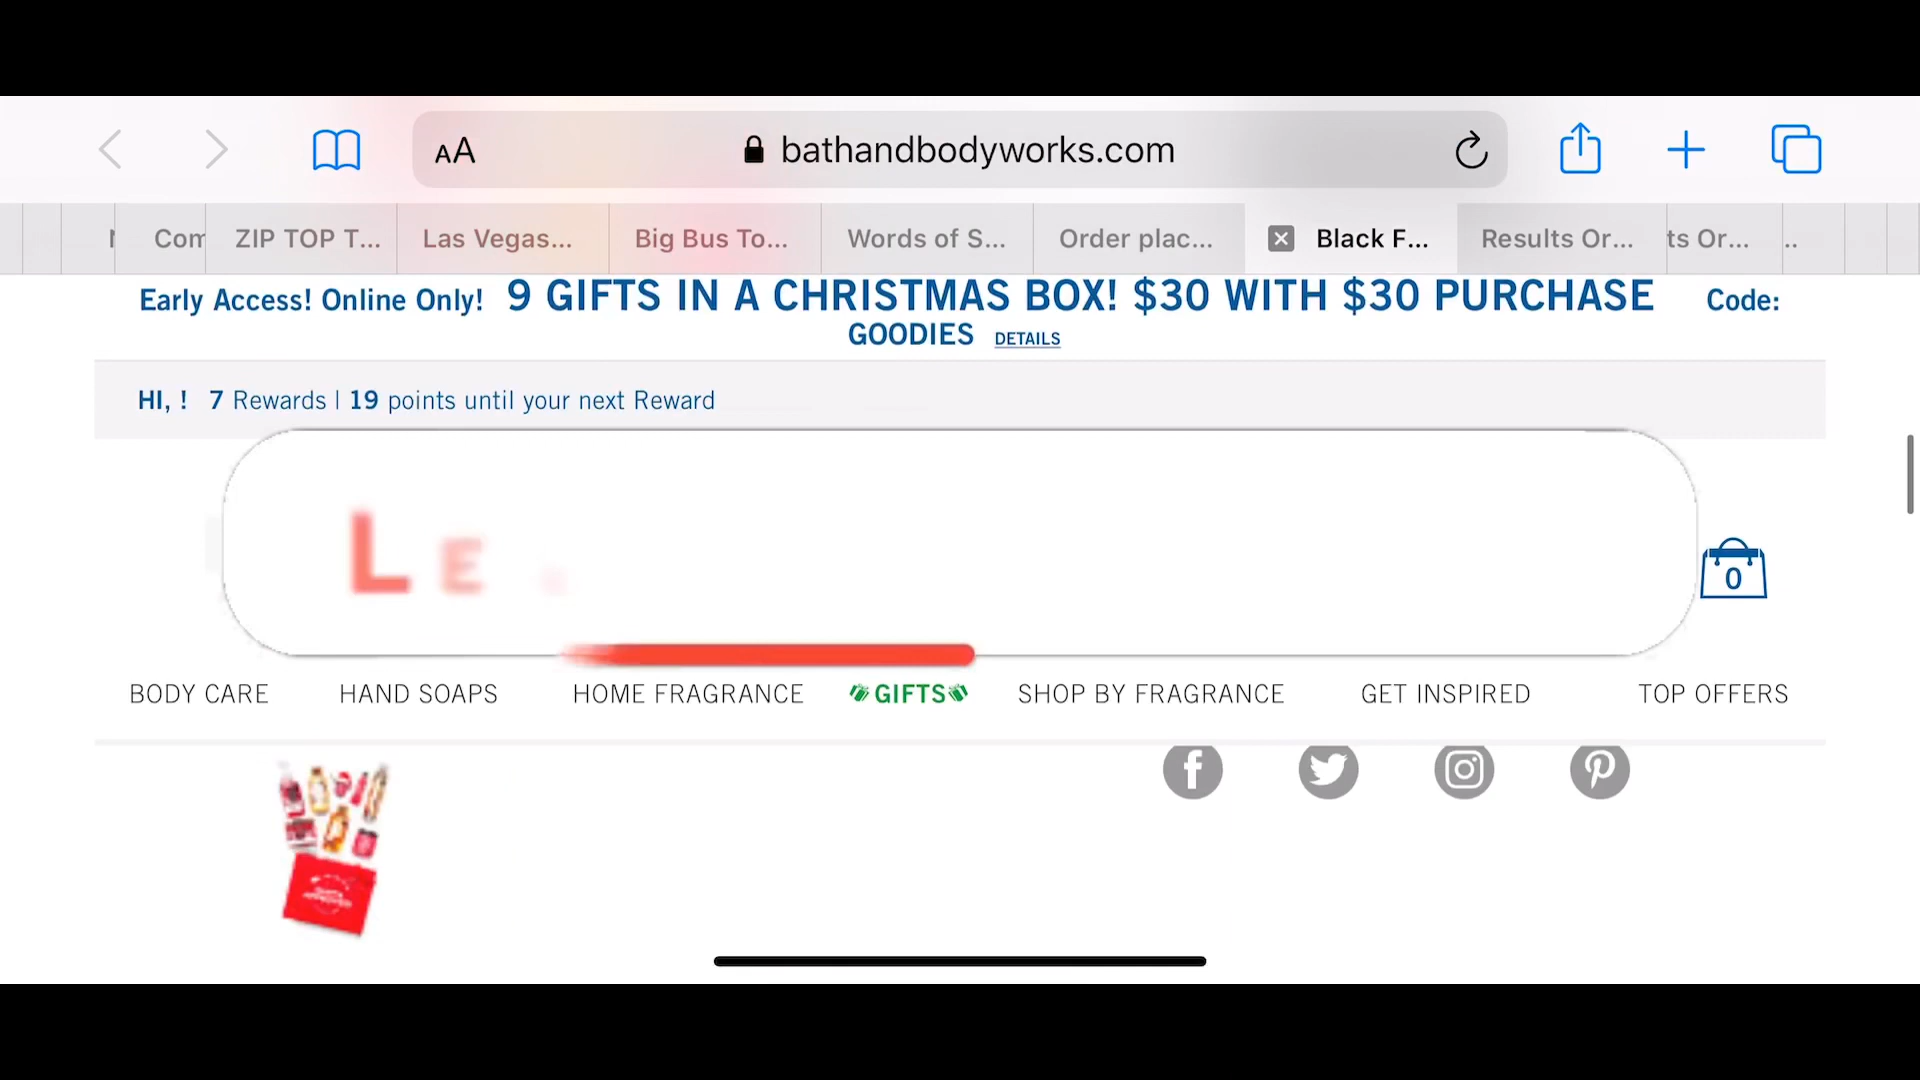 AA bathandbodyworks.com
Com ZIP TOP T... Las Vegas... Big Bus To... Words of S... Order plac... Black F... Results Or... ts Or... ..
Early Access! Online Only! 9 GIFTS IN A CHRISTMAS BOX! $30 WITH $30 PURCHASE Code:
GOODIES DETAILS
HI, ! 7 Rewards | 19 points until your next Reward
L E
0
BODY CARE HAND SOAPS HOME FRAGRANCE GIFTS SHOP BY FRAGRANCE GET INSPIRED TOP OFFERS